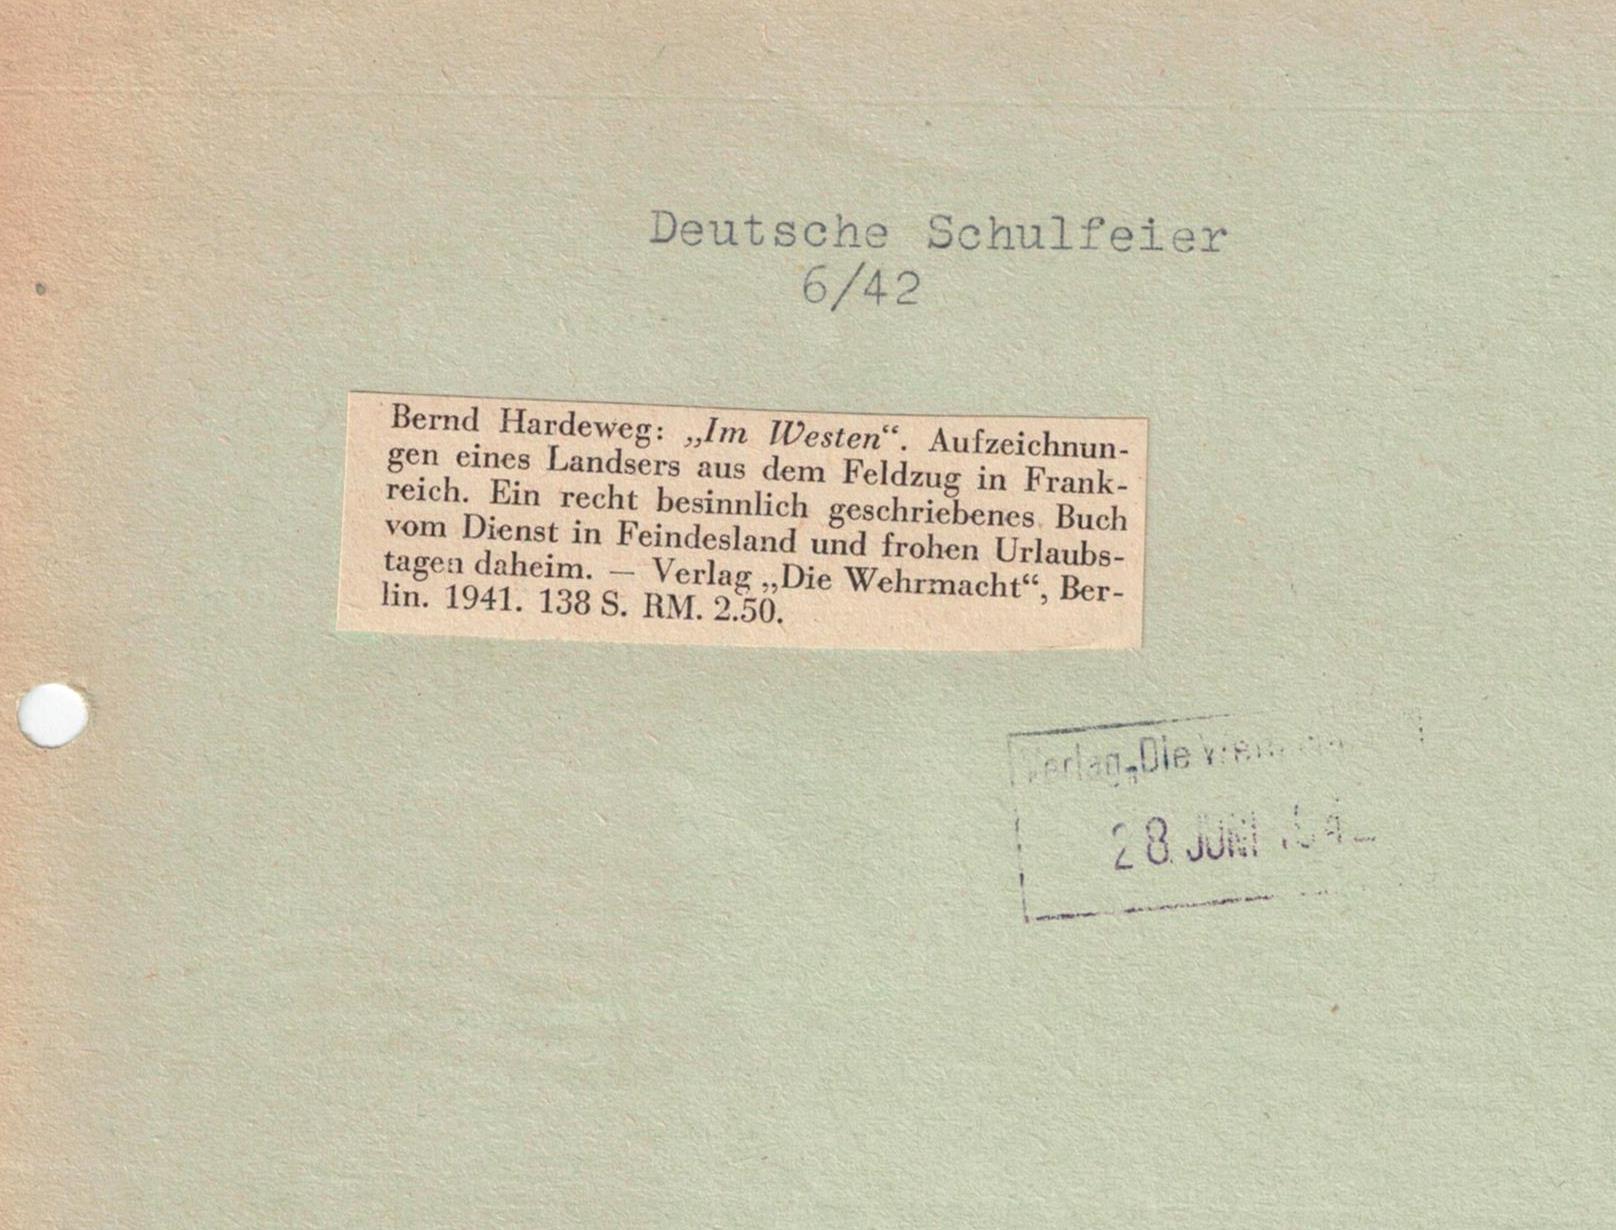 Deutsche Schulfeier
6/42
Bernd Hardeweg: „Im Westen“. Aufzeichnun-
gen eines Landsers aus dem Feldzug in Frank-
reich. Ein recht besinnlich geschriebenes Buch
vom Dienst in Feindesland und frohen Urlaubs-
tagen daheim. — Verlag „Die Wehrmacht“, Ber-
lin. 1941. 138 S. RM. 2.50.
Verlag „Die
28. JUNI 1942